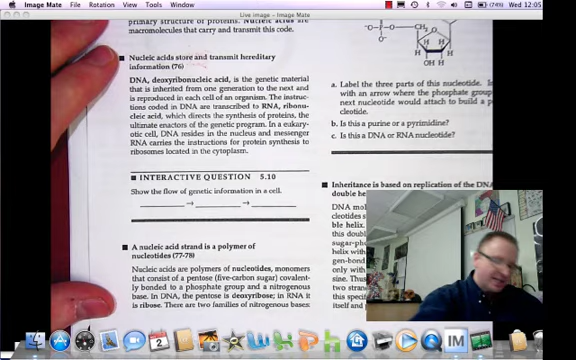 Image Mate File Rotation View Tools Window Help
(74%) Wed 12:05
Live image - Image Mate
primary structure of proteins. Nucleic acids are
macromolecules that carry and transmit this code.
Nucleic acids store and transmit hereditary
information (76)
DNA, deoxyribonucleic acid, is the genetic material
that is inherited from one generation to the next and
is reproduced in each cell of an organism. The instruc-
tions coded in DNA are transcribed to RNA, ribonu-
cleic acid, which directs the synthesis of proteins, the
ultimate enactors of the genetic program. In a eukary-
otic cell, DNA resides in the nucleus and messenger
RNA carries the instructions for protein synthesis to
ribosomes located in the cytoplasm.
INTERACTIVE QUESTION 5.10
Show the flow of genetic information in a cell.
→ →
A nucleic acid strand is a polymer of
nucleotides (77-78)
Nucleic acids are polymers of nucleotides, monomers
that consist of a pentose (five-carbon sugar) covalent-
ly bonded to a phosphate group and a nitrogenous
base. In DNA, the pentose is deoxyribose; in RNA it
is ribose. There are two families of nitrogenous bases:
O
-O-P-O
CH2
O
H H
H H
OH H
a. Label the three parts of this nucleotide. In
with an arrow where the phosphate group
next nucleotide would attach to build a p
cleotide.
b. Is this a purine or a pyrimidine?
c. Is this a DNA or RNA nucleotide?
Inheritance is based on replication of the DNA
double he
DNA mol
cleotides s
ble helix.
this doub
sugar-pho
helix with
gen-bond
only with
sine. Thus
two stran
this specif
itself and
2
IM